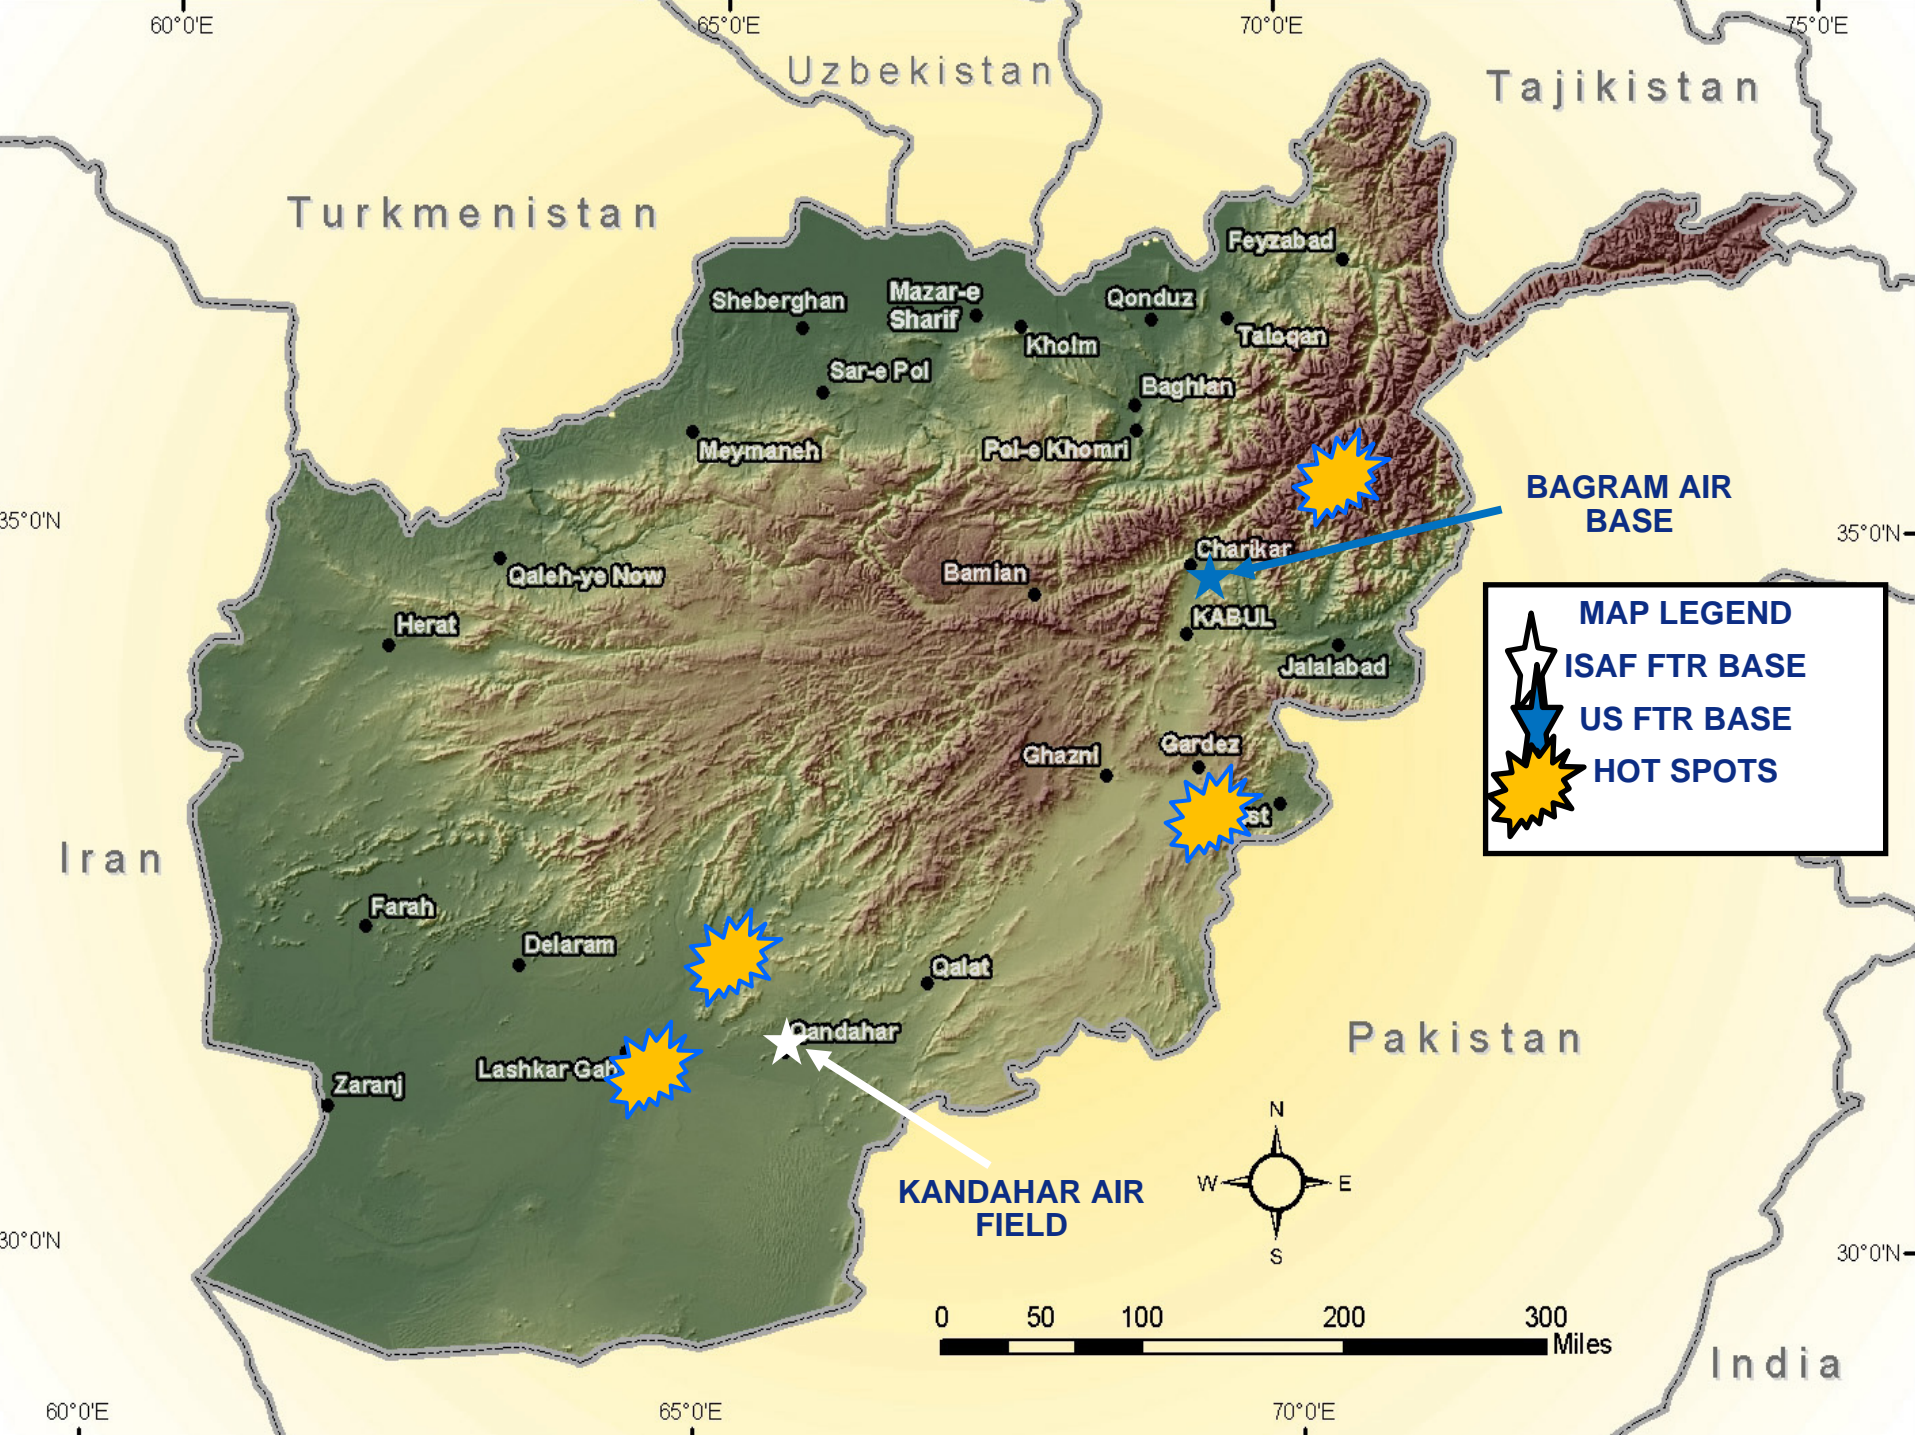 60°0'E
65°0'E
70°0'E
75°0'E
Uzbekistan
Tajikistan
Turkmenistan
Feyzabad
Sheberghan
Mazar-e
Sharif
Qonduz
Kholm
Taloqan
Sar-e Pol
Baghlan
Meymaneh
Pol-e Khomri
BAGRAM AIR
BASE
35°0'N
35°0'N
Charikar
Qaleh-ye Now
Bamian
Herat
KABUL
Jalalabad
MAP LEGEND
ISAF FTR BASE
US FTR BASE
HOT SPOTS
Ghazni
Gardez
st
Iran
Farah
Delaram
Qalat
Qandahar
Pakistan
Lashkar Gah
Zaranj
KANDAHAR AIR
FIELD
N
W
E
S
30°0'N
30°0'N
0 50 100 200 300
Miles
India
60°0'E
65°0'E
70°0'E